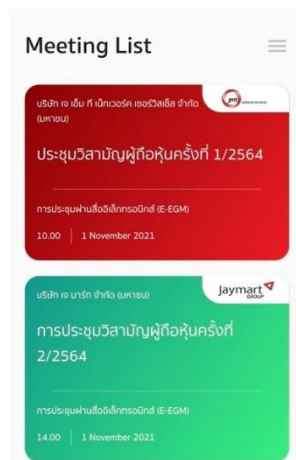 Meeting List
บริษัท เจ เอ็ม ที เน็ทเวอร์ค เซอร์วิสเซ็ส จำกัด
(มหาชน)
jmt network services
ประชุมวิสามัญผู้ถือหุ้นครั้งที่ 1/2564
การประชุมผ่านสื่ออิเล็กทรอนิกส์ (E-EGM)
10.00 | 1 November 2021
บริษัท เจ มาร์ท จำกัด (มหาชน)
Jaymart
GROUP
การประชุมวิสามัญผู้ถือหุ้นครั้งที่
2/2564
การประชุมผ่านสื่ออิเล็กทรอนิกส์ (E-EGM)
14.00 | 1 November 2021